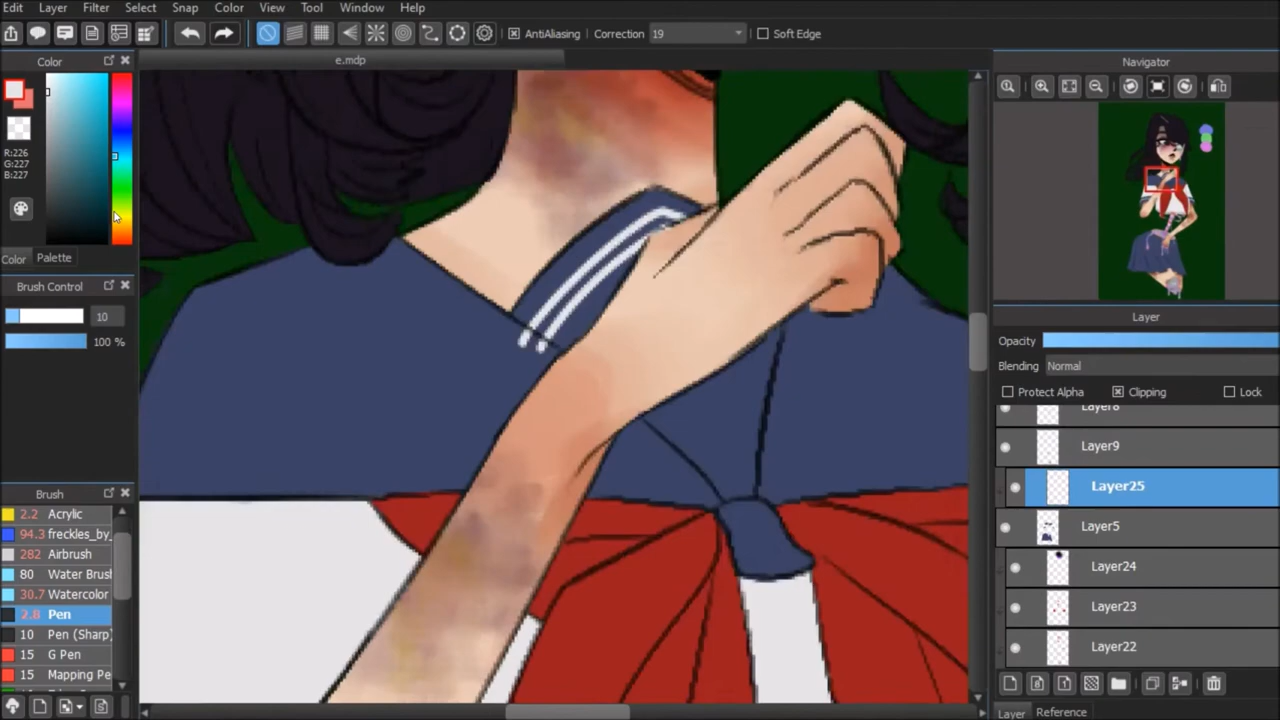 Edit Layer Filter Select Snap Color View Tool Window Help
AntiAliasing Correction 19 Soft Edge
Color
e.mdp
Navigator
R:226
G:227
B:227
Color Palette
Brush Control
10
100 %
Layer
Opacity
Blending Normal
Protect Alpha Clipping Lock
Layer8
Layer9
Layer25
Layer5
Layer24
Layer23
Layer22
Layer Reference
Brush
2.2 Acrylic
94.3 freckles_by_
282 Airbrush
80 Water Brus
30.7 Watercolor
2.8 Pen
10 Pen (Sharp)
15 G Pen
15 Mapping Pe